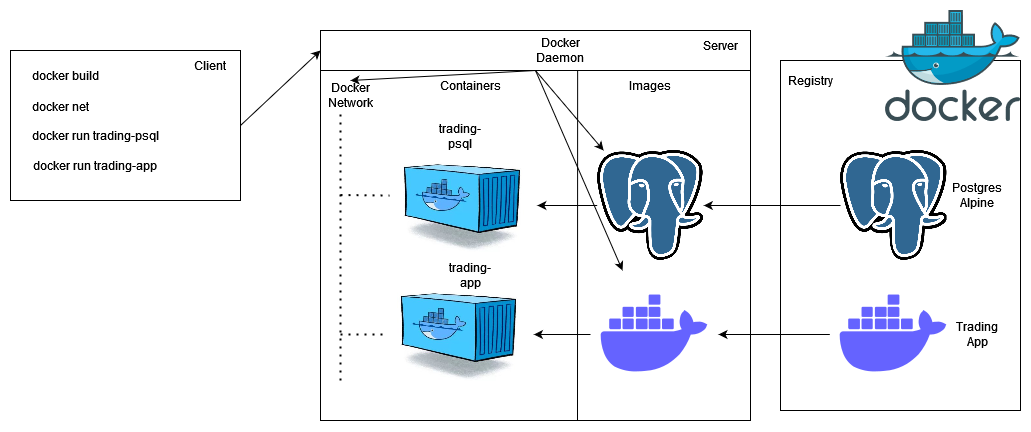 Client
docker build
docker net
docker run trading-psql
docker run trading-app
Docker
Daemon
Server
Docker
Network
Containers
Images
trading-
psql
trading-
app
Registry
docker
Postgres
Alpine
Trading
App